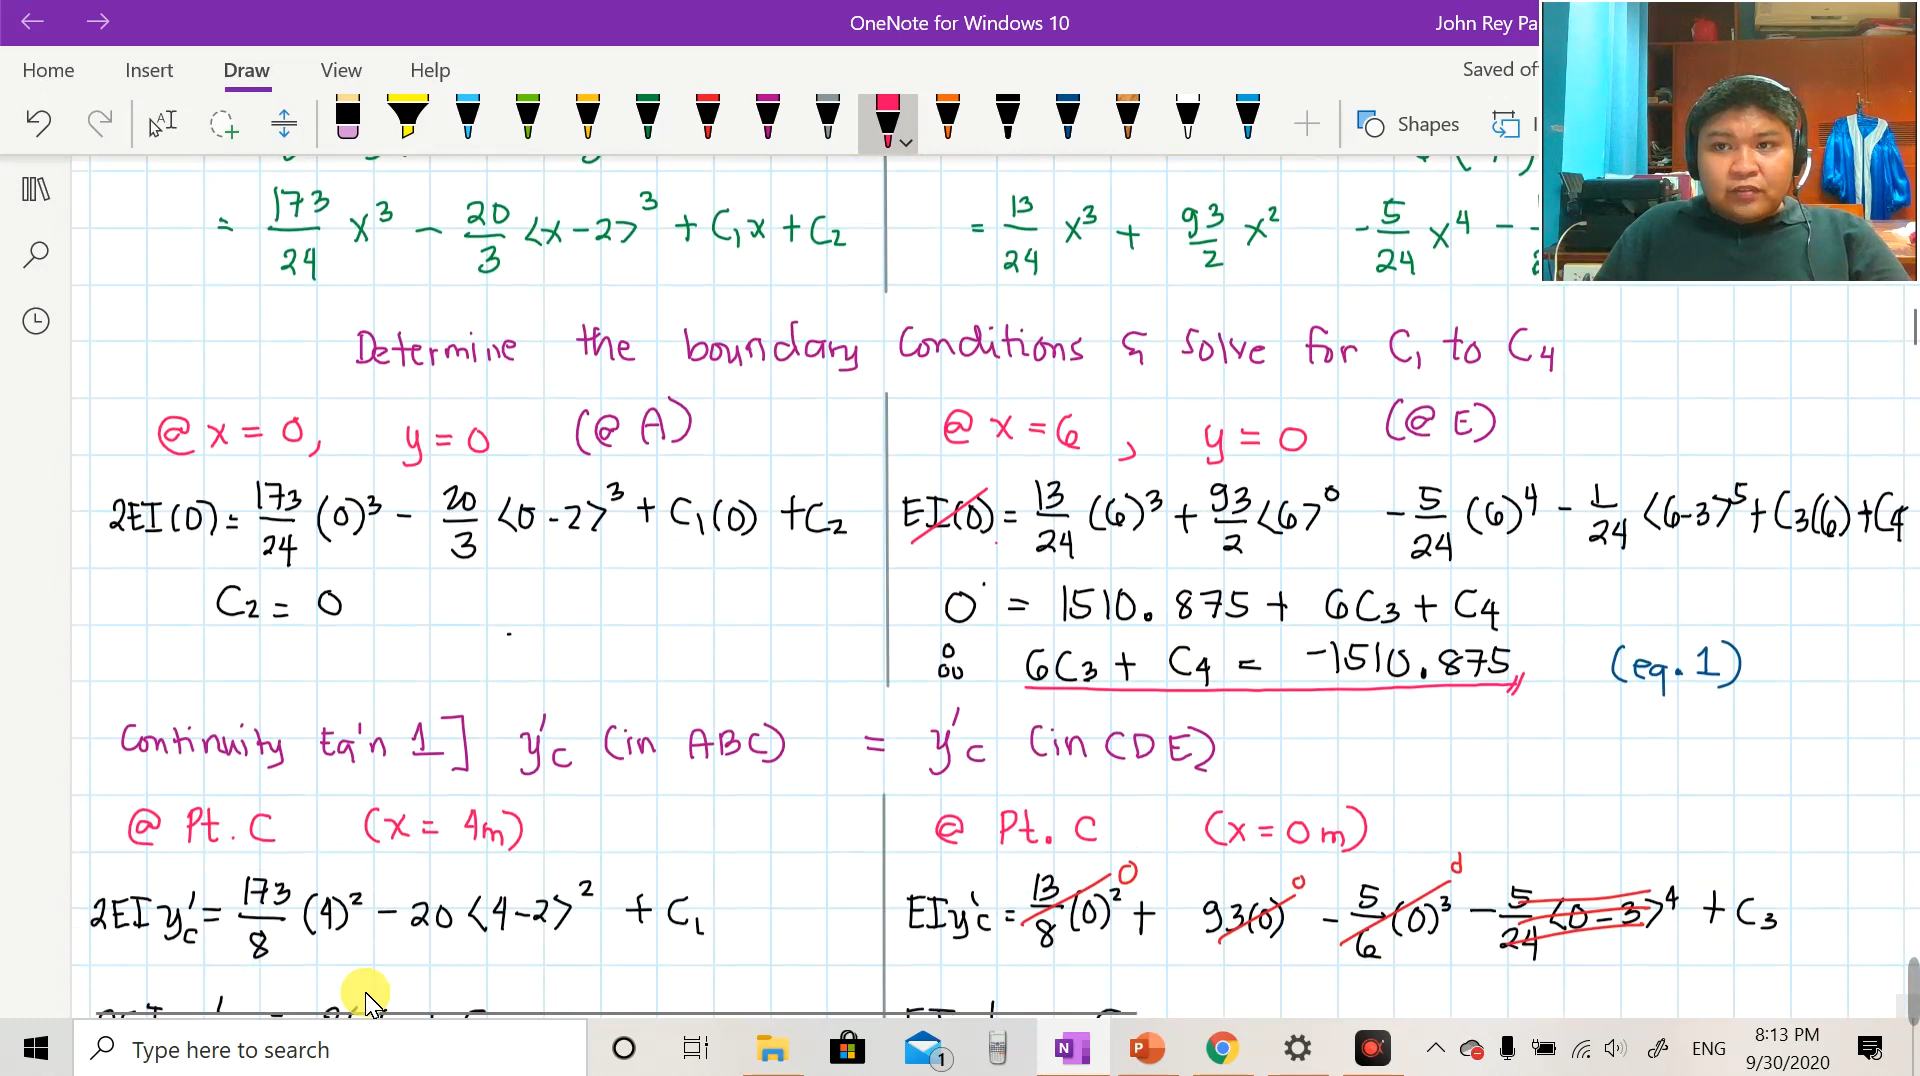 OneNote for Windows 10
John Rey Pa
Home Insert Draw View Help
Saved of
Shapes
= 173/24 x³ - 20/3 <x-2>³ + C₁x + C₂
= 13/24 x³ + 93/2 x² - 5/24 x⁴ -
Determine the boundary Conditions & Solve for C₁ to C₄
@ x = 0, y = 0 (@ A)
@ x = 6, y = 0 (@ E)
2EI(0) = 173/24 (0)³ - 20/3 <0-2>³ + C₁(0) + C₂
EI(0) = 13/24 (6)³ + 93/2 <6>⁰ - 5/24 (6)⁴ - 1/24 <6-3>⁵ + C₃(6) + C₄
C₂ = 0
0 = 1510.875 + 6C₃ + C₄
6C₃ + C₄ = -1510.875 (eq. 1)
Continuity Eq'n 1] y'c (in ABC) = y'c (in CDE)
@ Pt. C (x = 4m)
@ Pt. C (x = 0 m)
2EI y'c = 173/8 (4)² - 20 <4-2>² + C₁
EIy'c = 13/8 (0)² + 93(0) - 5/6 (0)³ - 5/24 <0-3>⁴ + C₃
0 0 0
Type here to search
1
ENG
8:13 PM
9/30/2020